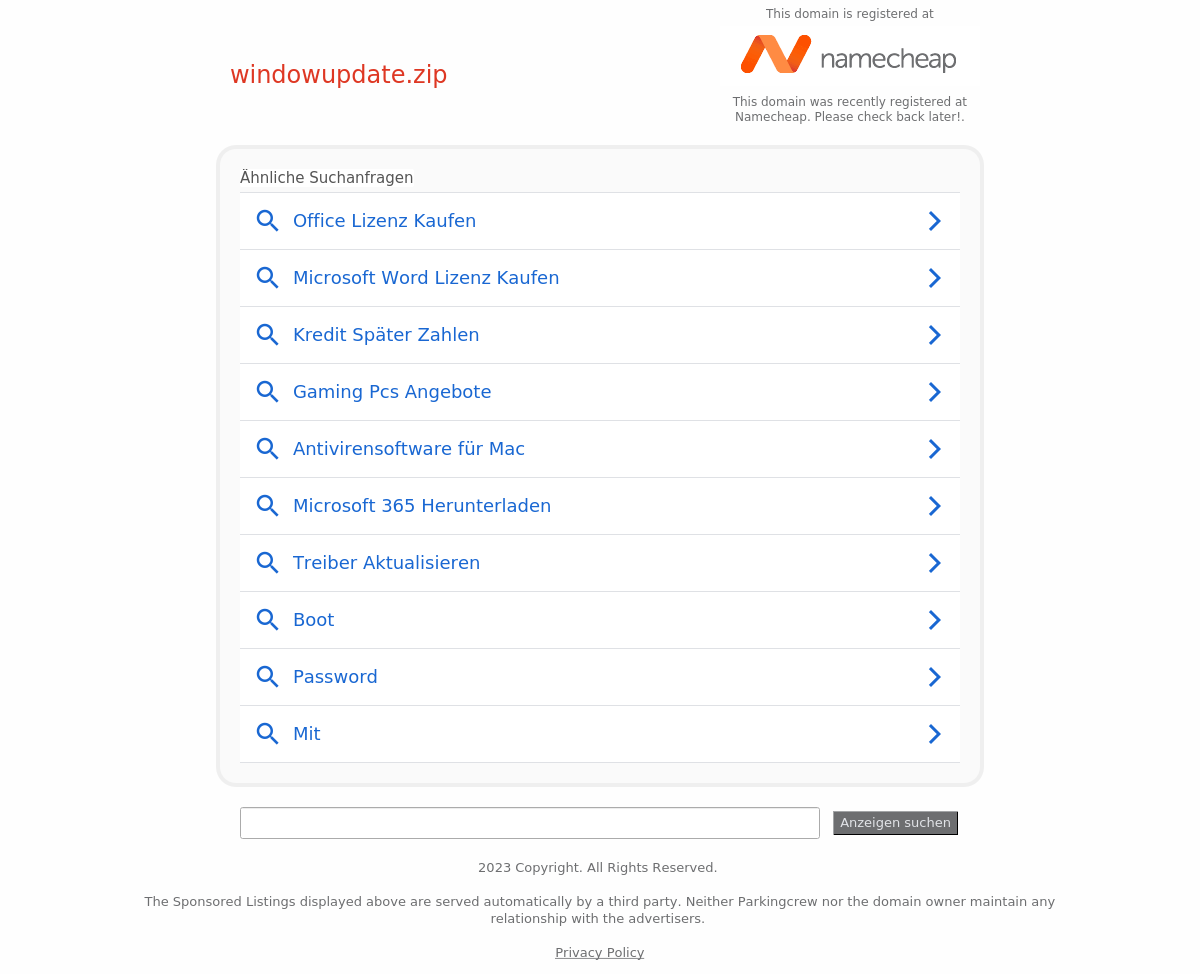 This domain is registered at
windowupdate.zip
namecheap
This domain was recently registered at
Namecheap. Please check back later!.
Ähnliche Suchanfragen
Office Lizenz Kaufen
Microsoft Word Lizenz Kaufen
Kredit Später Zahlen
Gaming Pcs Angebote
Antivirensoftware für Mac
Microsoft 365 Herunterladen
Treiber Aktualisieren
Boot
Password
Mit
Anzeigen suchen
2023 Copyright. All Rights Reserved.
The Sponsored Listings displayed above are served automatically by a third party. Neither Parkingcrew nor the domain owner maintain any
relationship with the advertisers.
Privacy Policy